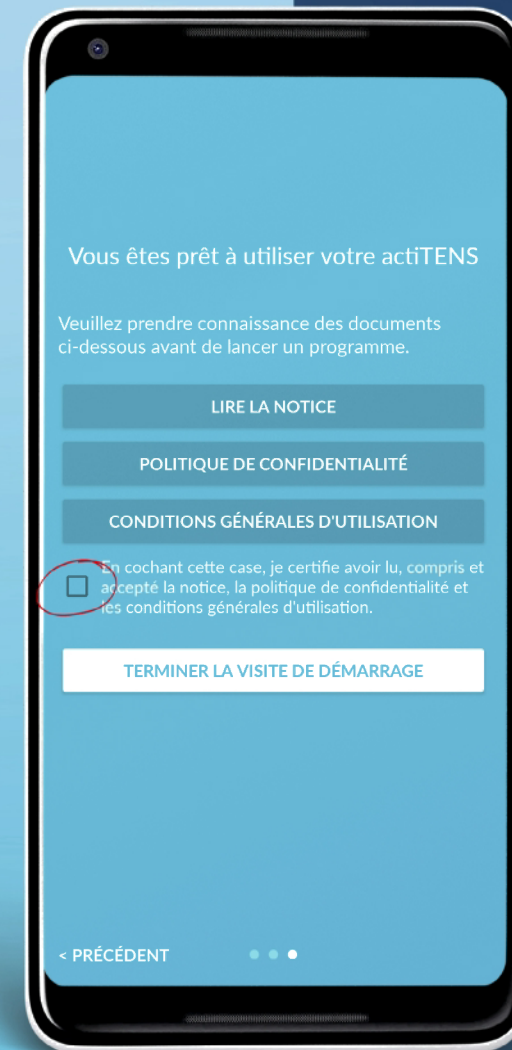 Vous êtes prêt à utiliser votre actiTENS
Veuillez prendre connaissance des documents
ci-dessous avant de lancer un programme.
LIRE LA NOTICE
POLITIQUE DE CONFIDENTIALITÉ
CONDITIONS GÉNÉRALES D'UTILISATION
En cochant cette case, je certifie avoir lu, compris et
accepté la notice, la politique de confidentialité et
les conditions générales d'utilisation.
TERMINER LA VISITE DE DÉMARRAGE
< PRÉCÉDENT